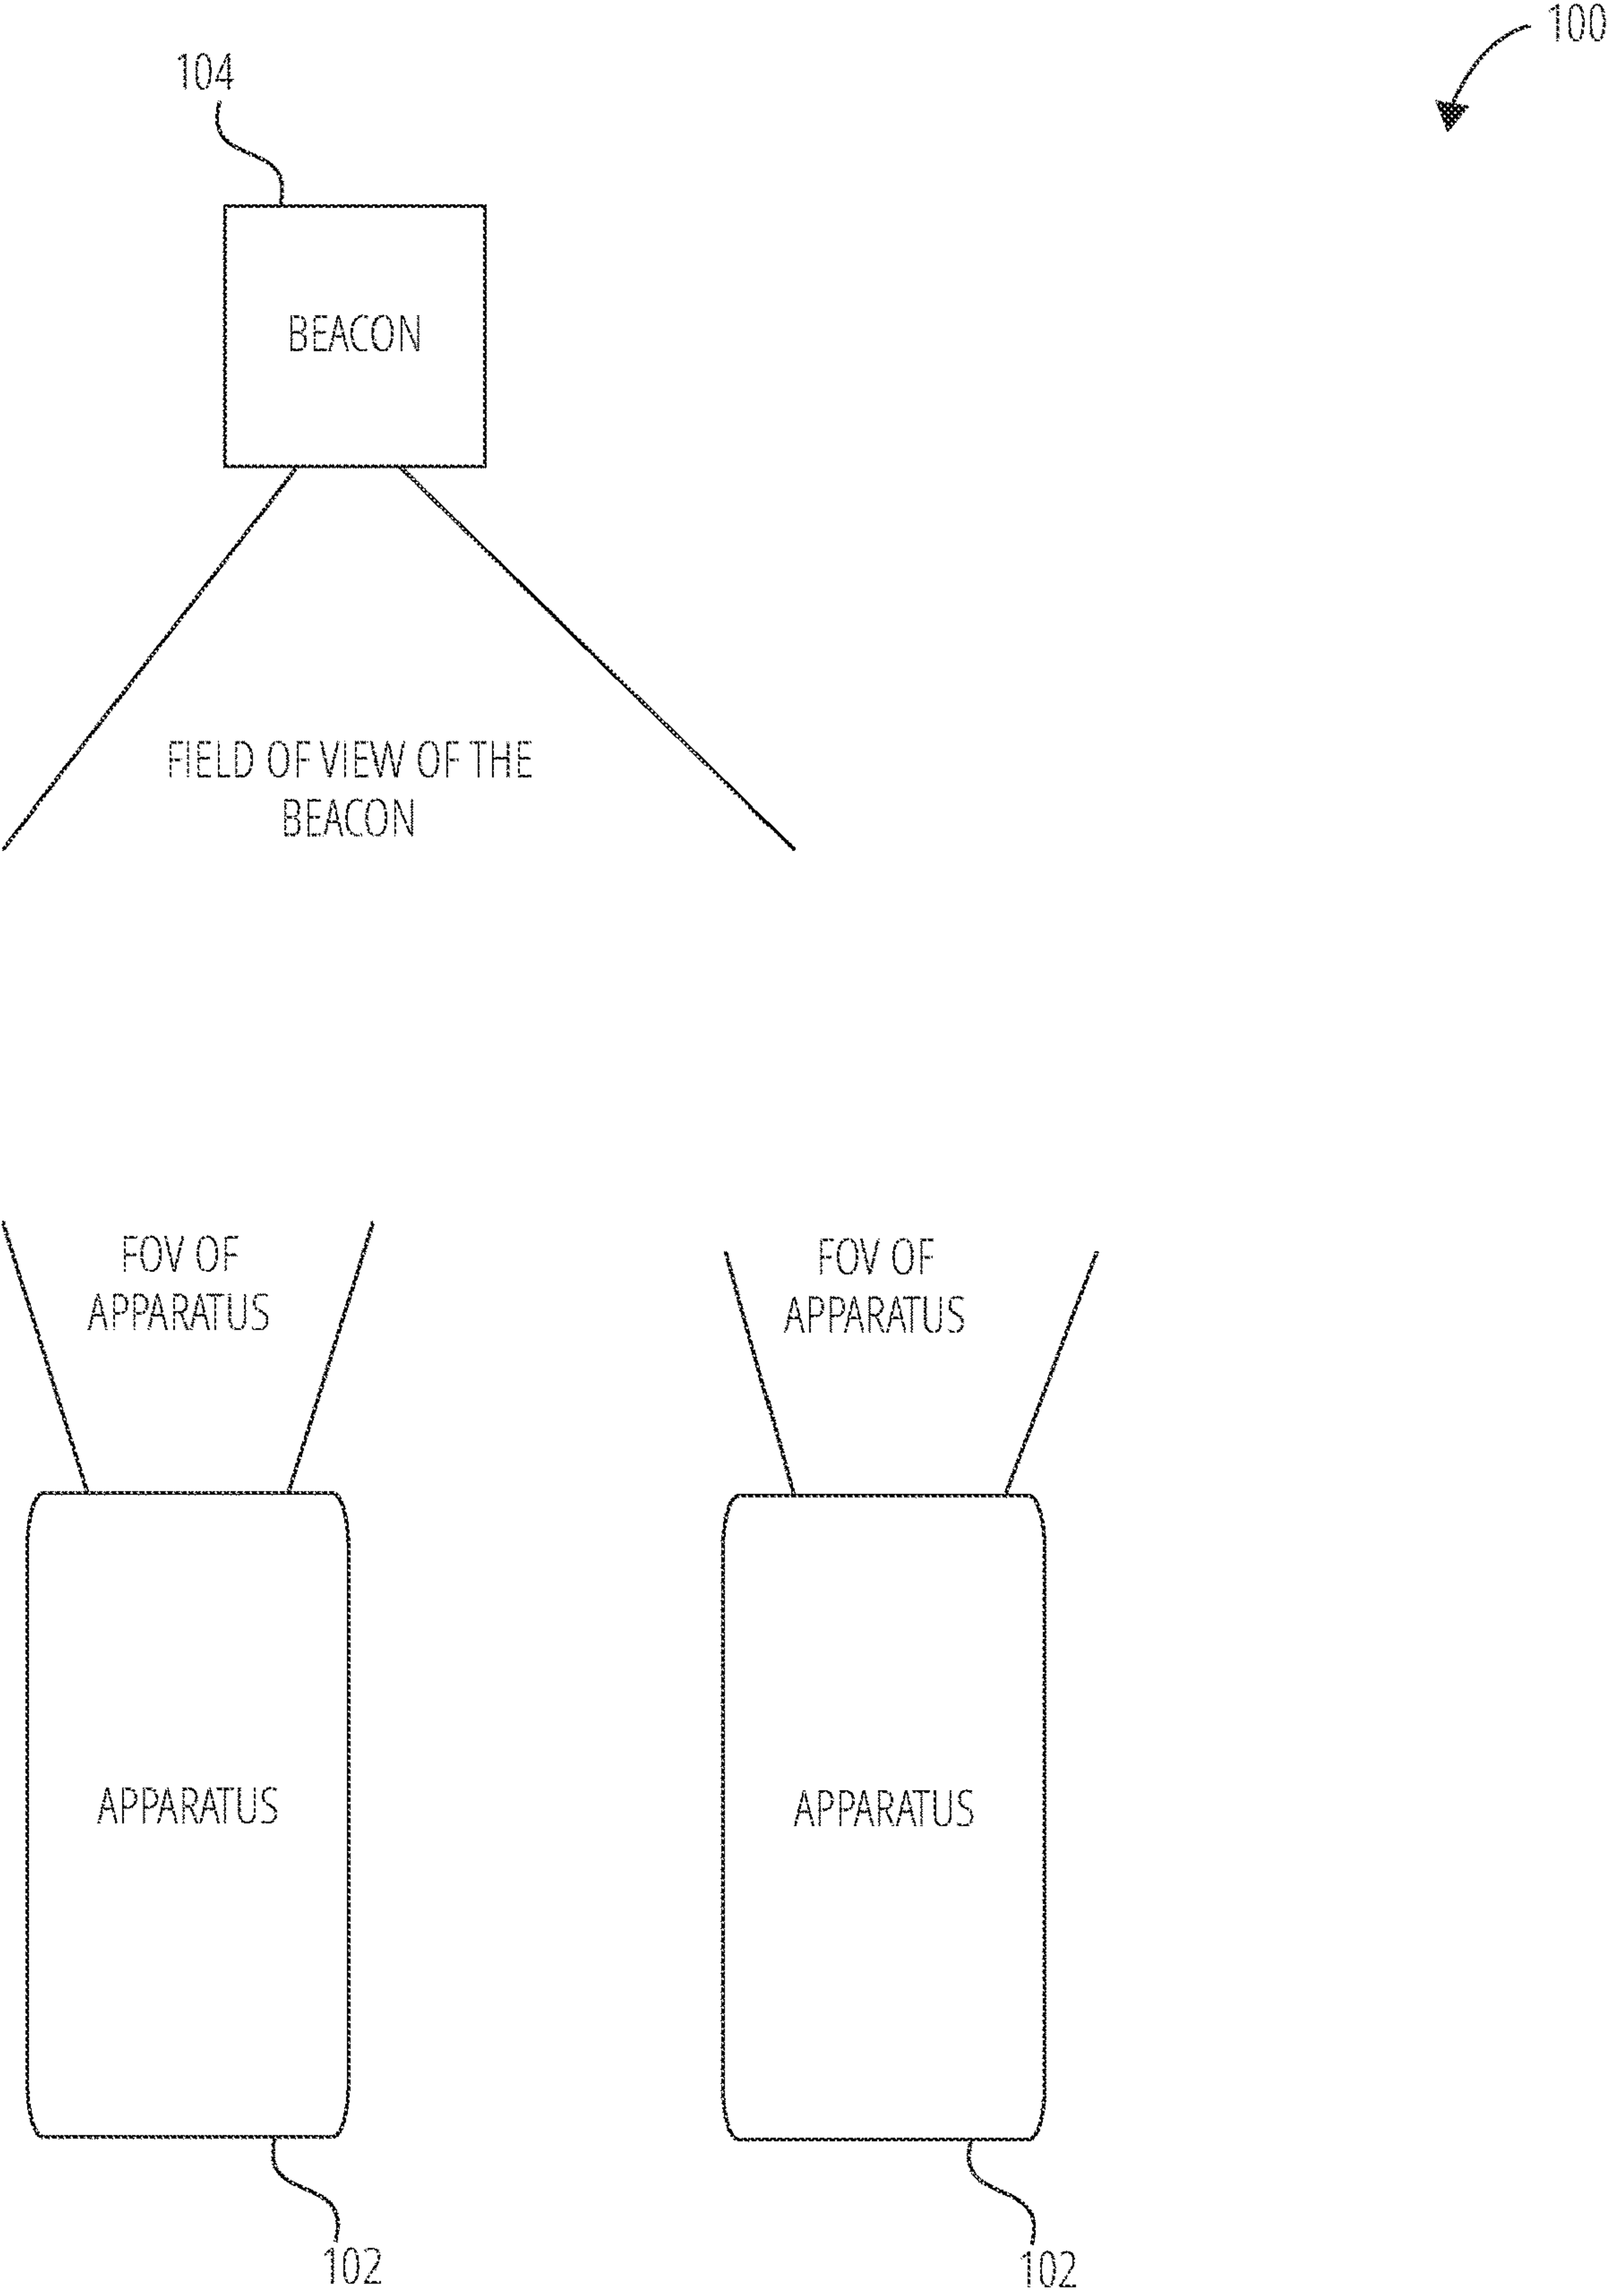 100
104
BEACON
FIELD OF VIEW OF THE
BEACON
FOV OF
APPARATUS
FOV OF
APPARATUS
APPARATUS
APPARATUS
102
102